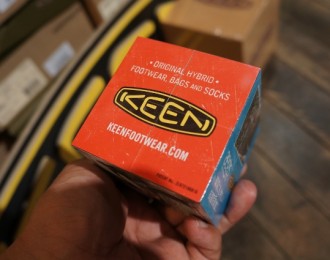 • ORIGINAL HYBRID •
FOOTWEAR, BAGS AND SOCKS
KEEN
KEENFOOTWEAR.COM